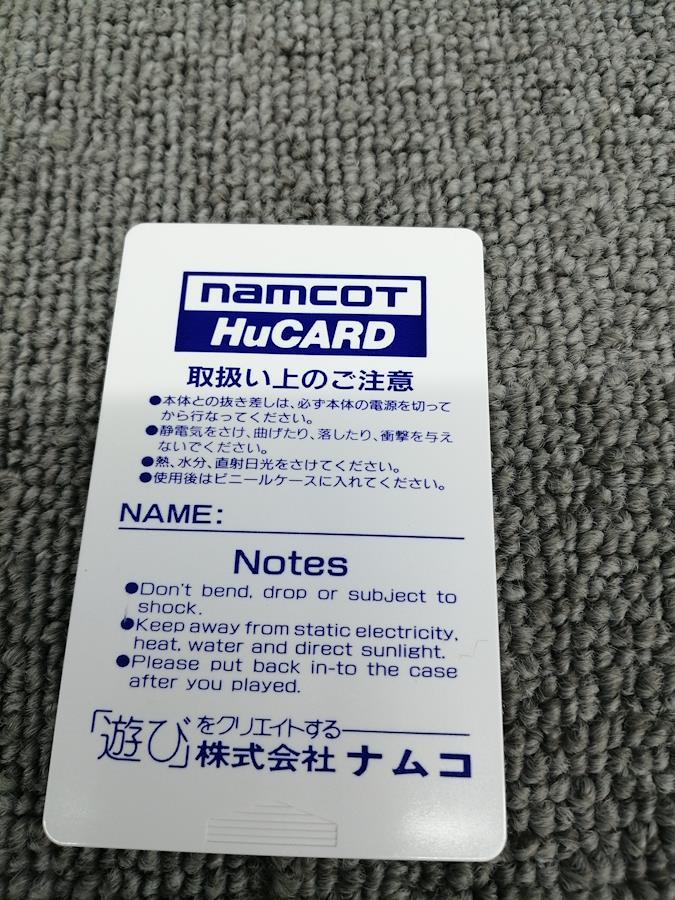 namcoT
HuCARD
取扱い上のご注意
●本体との抜き差しは、必ず本体の電源を切って
から行なってください。
●静電気をさけ、曲げたり、落したり、衝撃を与え
ないでください。
●熱、水分、直射日光をさけてください。
●使用後はビニールケースに入れてください。
NAME:
Notes
●Don't bend, drop or subject to
shock.
●Keep away from static electricity,
heat, water and direct sunlight.
●Please put back in-to the case
after you played.
「遊び」をクリエイトする
株式会社ナムコ